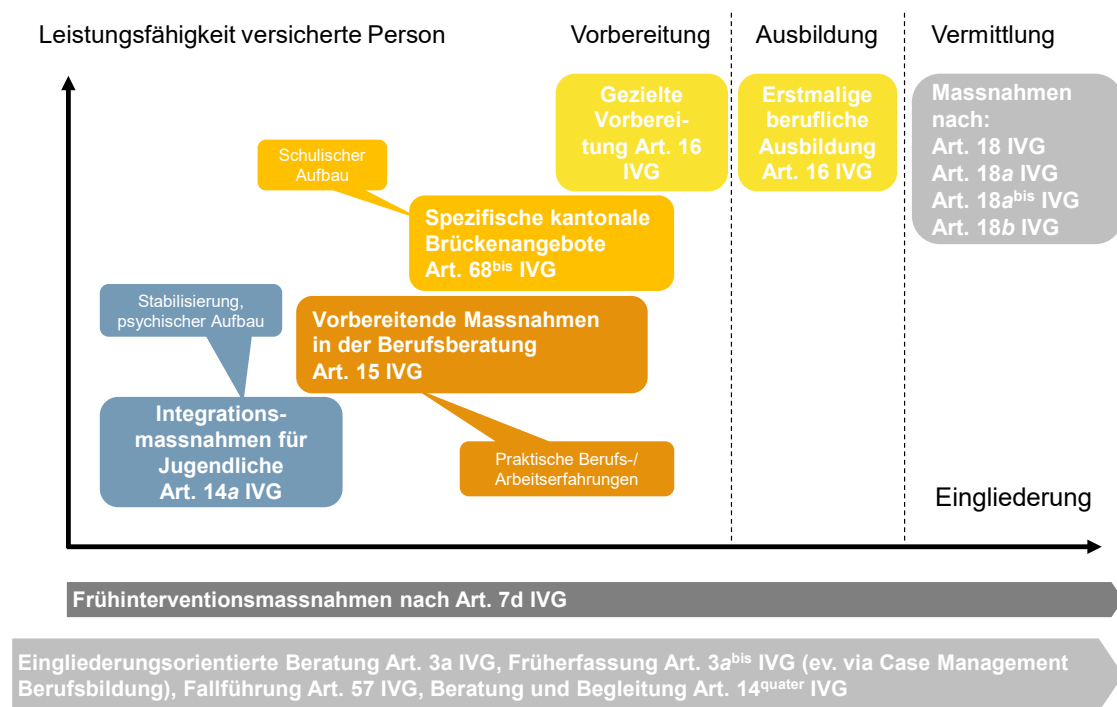 Leistungsfähigkeit versicherte Person
Vorbereitung
Ausbildung
Vermittlung
Gezielte
Vorberei-
tung Art. 16
IVG
Erstmalige
berufliche
Ausbildung
Art. 16 IVG
Massnahmen
nach:
Art. 18 IVG
Art. 18a IVG
Art. 18aᵇⁱˢ IVG
Art. 18b IVG
Schulischer
Aufbau
Spezifische kantonale
Brückenangebote
Art. 68ᵇⁱˢ IVG
Stabilisierung,
psychischer Aufbau
Vorbereitende Massnahmen
in der Berufsberatung
Art. 15 IVG
Integrations-
massnahmen für
Jugendliche
Art. 14a IVG
Praktische Berufs-/
Arbeitserfahrungen
Eingliederung
Frühinterventionsmassnahmen nach Art. 7d IVG
Eingliederungsorientierte Beratung Art. 3a IVG, Früherfassung Art. 3aᵇⁱˢ IVG (ev. via Case Management
Berufsbildung), Fallführung Art. 57 IVG, Beratung und Begleitung Art. 14quater IVG